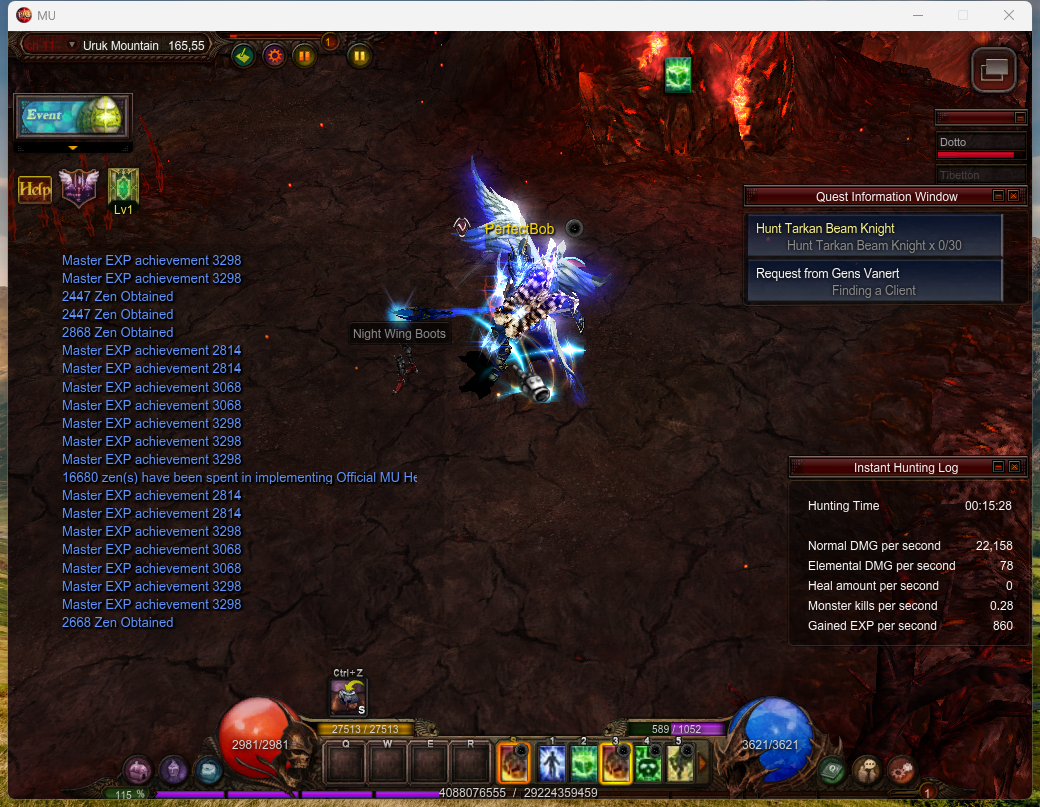 MU
Uruk Mountain 165,55
1
Event
Help
Lv1
Dotto
Tibetton
Quest Information Window
Hunt Tarkan Beam Knight
Hunt Tarkan Beam Knight x 0/30
Request from Gens Vanert
Finding a Client
PerfectBob
Night Wing Boots
Master EXP achievement 3298
Master EXP achievement 3298
2447 Zen Obtained
2447 Zen Obtained
2868 Zen Obtained
Master EXP achievement 2814
Master EXP achievement 2814
Master EXP achievement 3068
Master EXP achievement 3068
Master EXP achievement 3298
Master EXP achievement 3298
Master EXP achievement 3298
16680 zen(s) have been spent in implementing Official MU He
Master EXP achievement 2814
Master EXP achievement 2814
Master EXP achievement 3298
Master EXP achievement 3068
Master EXP achievement 3068
Master EXP achievement 3298
Master EXP achievement 3298
2668 Zen Obtained
Instant Hunting Log
Hunting Time 00:15:28
Normal DMG per second 22,158
Elemental DMG per second 78
Heal amount per second 0
Monster kills per second 0.28
Gained EXP per second 860
Ctrl+Z
S
27513 / 27513
589 / 1052
2981/2981
Q W E R
1 2 3 4 5
3621/3621
115 %
4088076555 / 29224359459
1